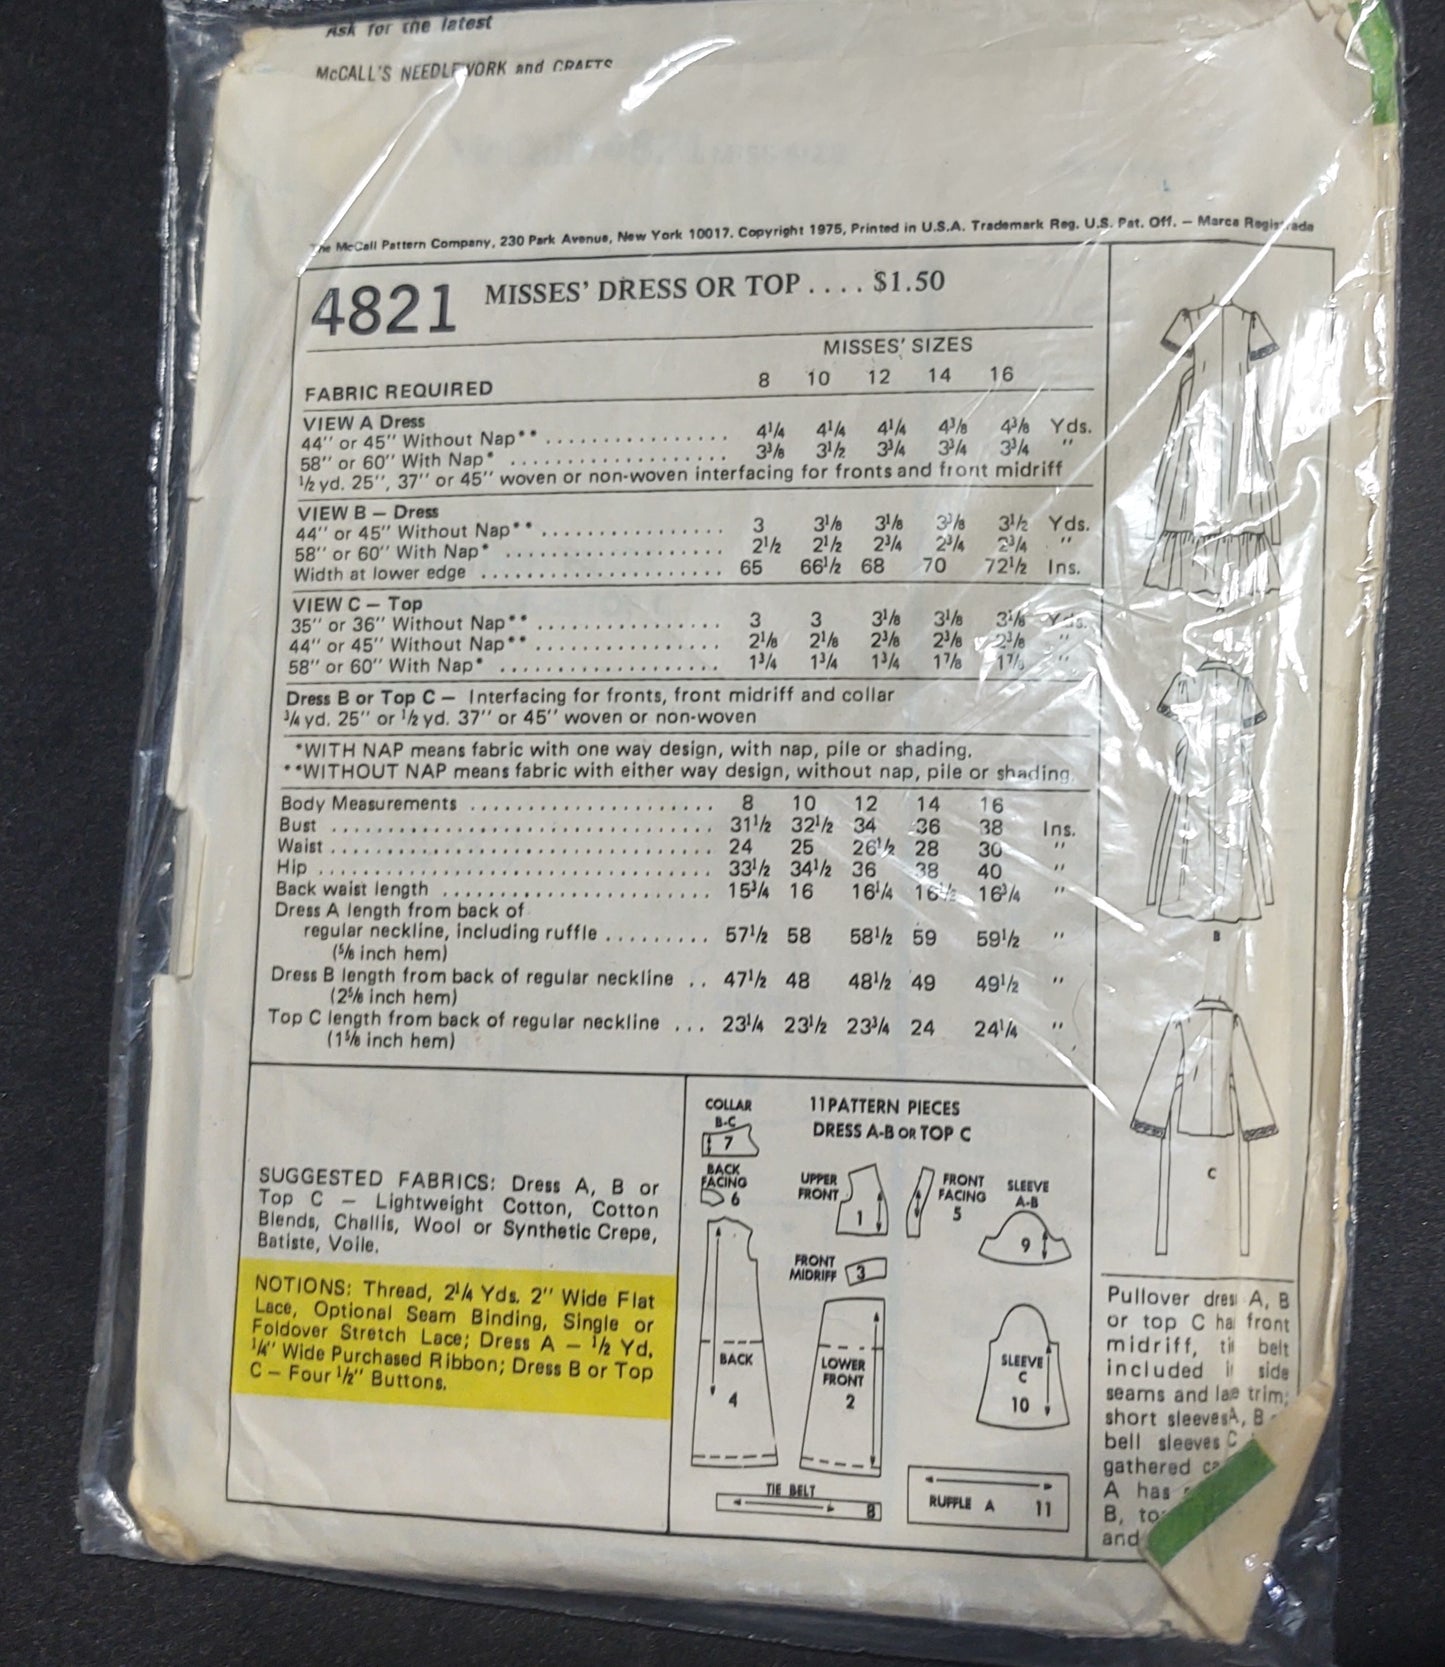 Ask for the latest
McCALL'S NEEDLEWORK and CRAFTS
The McCall Pattern Company, 230 Park Avenue, New York 10017. Copyright 1975, Printed in U.S.A. Trademark Reg. U.S. Pat. Off. — Marca Registrada
4821 MISSES' DRESS OR TOP .... $1.50
MISSES' SIZES
FABRIC REQUIRED 8 10 12 14 16
VIEW A Dress
44" or 45" Without Nap** ................. 4¼ 4¼ 4¼ 4⅜ 4⅜ Yds.
58" or 60" With Nap* .................... 3⅜ 3½ 3¾ 3¾ 3¾ "
½ yd. 25", 37" or 45" woven or non-woven interfacing for fronts and front midriff
VIEW B — Dress
44" or 45" Without Nap** ................. 3 3⅛ 3⅛ 3⅜ 3½ Yds.
58" or 60" With Nap* .................... 2½ 2½ 2¾ 2¾ 2¾ "
Width at lower edge ...................... 65 66½ 68 70 72½ Ins.
VIEW C — Top
35" or 36" Without Nap** ................. 3 3 3⅛ 3⅛ 3⅛ Yds.
44" or 45" Without Nap** ................. 2⅛ 2⅛ 2⅜ 2⅜ 2⅜ "
58" or 60" With Nap* .................... 1¾ 1¾ 1¾ 1⅞ 1⅞ "
Dress B or Top C — Interfacing for fronts, front midriff and collar
¾ yd. 25" or ½ yd. 37" or 45" woven or non-woven
*WITH NAP means fabric with one way design, with nap, pile or shading.
**WITHOUT NAP means fabric with either way design, without nap, pile or shading.
Body Measurements ....................... 8 10 12 14 16
Bust ................................... 31½ 32½ 34 36 38 Ins.
Waist ................................... 24 25 26½ 28 30 "
Hip .................................... 33½ 34½ 36 38 40 "
Back waist length ......................... 15¾ 16 16¼ 16½ 16¾ "
Dress A length from back of
regular neckline, including ruffle ......... 57½ 58 58½ 59 59½ "
(⅝ inch hem)
Dress B length from back of regular neckline .. 47½ 48 48½ 49 49½ "
(2⅝ inch hem)
Top C length from back of regular neckline ... 23¼ 23½ 23¾ 24 24¼ "
(1⅝ inch hem)
SUGGESTED FABRICS: Dress A, B or
Top C — Lightweight Cotton, Cotton
Blends, Challis, Wool or Synthetic Crepe,
Batiste, Voile.
NOTIONS: Thread, 2¼ Yds. 2" Wide Flat
Lace, Optional Seam Binding, Single or
Foldover Stretch Lace; Dress A — ½ Yd.
¼" Wide Purchased Ribbon; Dress B or Top
C — Four ½" Buttons.
11 PATTERN PIECES
DRESS A-B OR TOP C
COLLAR
B-C
7
BACK
FACING
6
UPPER
FRONT
1
FRONT
FACING
5
SLEEVE
A-B
9
FRONT
MIDRIFF
3
BACK
4
LOWER
FRONT
2
SLEEVE
C
10
TIE BELT
8
RUFFLE A 11
B
C
Pullover dress A, B
or top C has front
midriff, tie belt
included in side
seams and lace trim;
short sleeves A, B
bell sleeves C
gathered
A has
B,
and